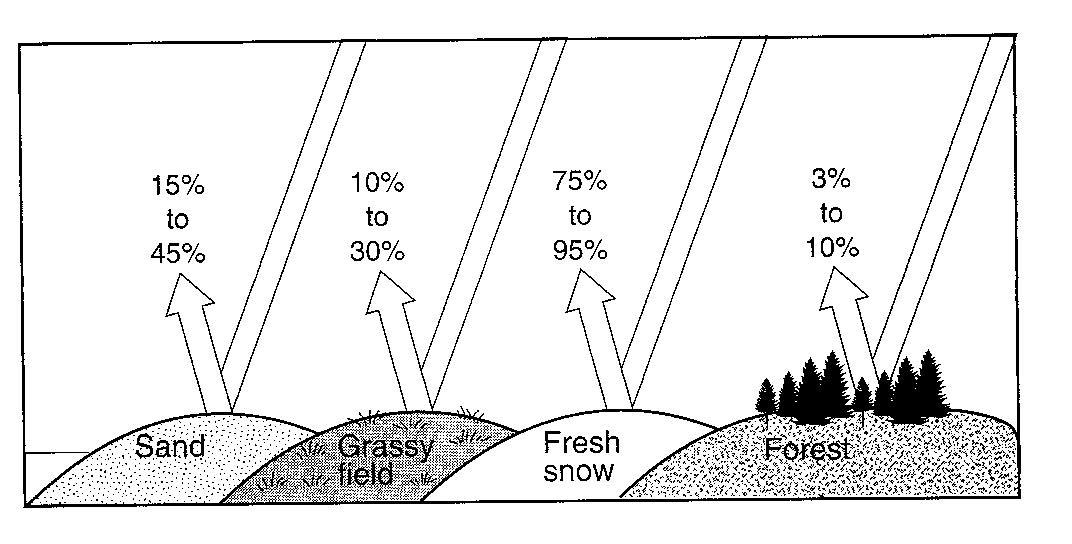 15%
to
45%
10%
to
30%
75%
to
95%
3%
to
10%
Sand
Grassy
field
Fresh
snow
Forest